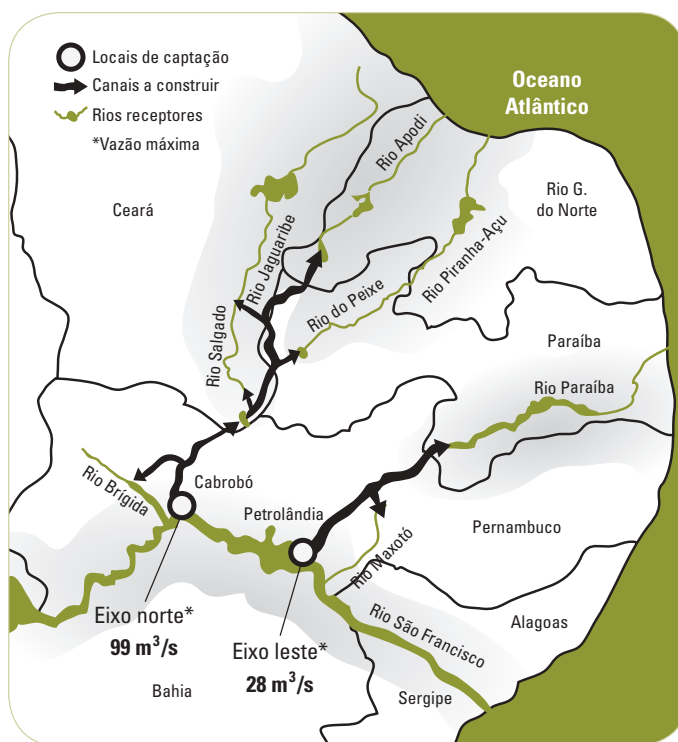 Locais de captação
Canais a construir
Rios receptores
*Vazão máxima
Oceano
Atlântico
Ceará
Rio Apodi
Rio G.
do Norte
Rio Jaguaribe
Rio Piranha-Açu
Rio do Peixe
Rio Salgado
Paraíba
Rio Paraíba
Rio Brígida
Cabrobó
Petrolândia
Pernambuco
Rio Maxotó
Eixo norte*
99 m³/s
Eixo leste*
28 m³/s
Rio São Francisco
Alagoas
Bahia
Sergipe